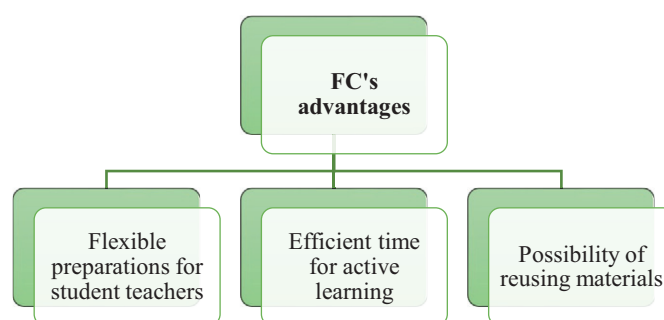 FC's
advantages
Flexible
preparations for
student teachers
Efficient time
for active
learning
Possibility of
reusing materials